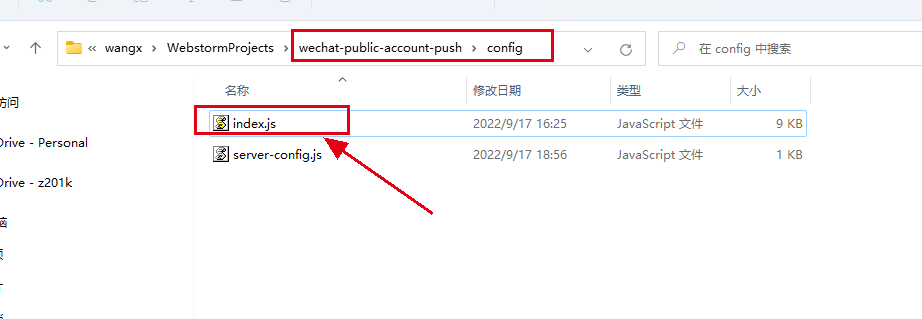 « wangx > WebstormProjects > wechat-public-account-push > config
在 config 中搜索
名称 修改日期 类型 大小
访问
index.js 2022/9/17 16:25 JavaScript 文件 9 KB
Drive - Personal
server-config.js 2022/9/17 18:56 JavaScript 文件 1 KB
Drive - z201k
脑